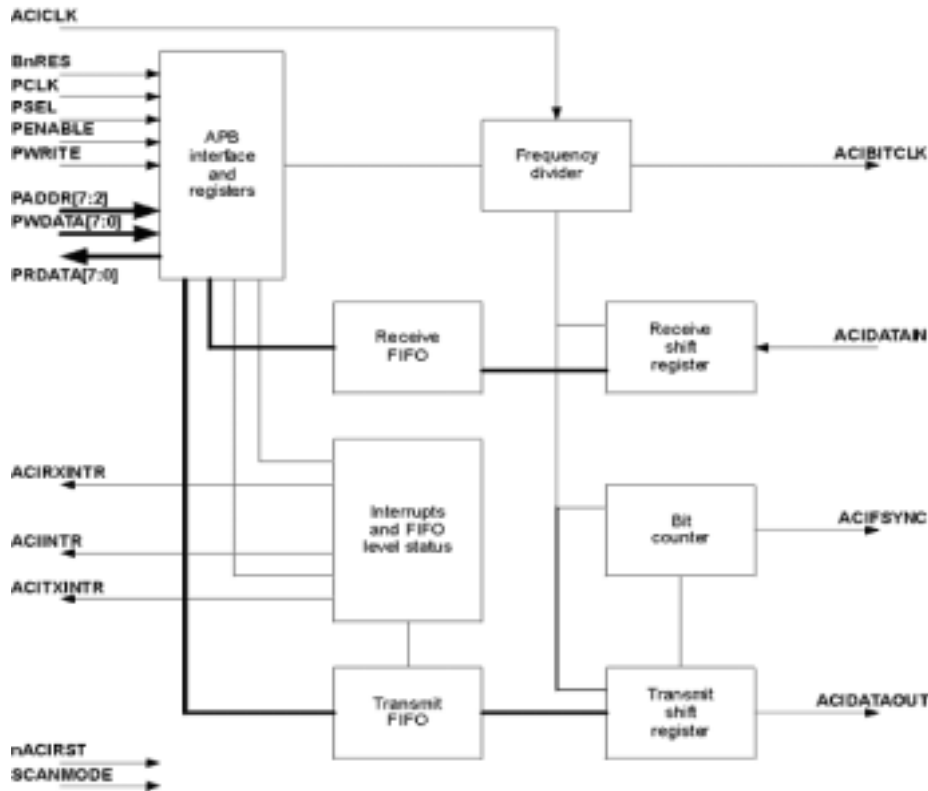 ACICLK
BnRES
PCLK
PSEL
PENABLE
PWRITE
PADDR[7:2]
PWDATA[7:0]
PRDATA[7:0]
APB
interface
and
registers
Frequency
divider
ACIBITCLK
Receive
FIFO
Receive
shift
register
ACIDATAIN
ACIRXINTR
ACIINTR
ACITXINTR
Interrupts
and FIFO
level status
Bit
counter
ACIFSYNC
Transmit
FIFO
Transmit
shift
register
ACIDATAOUT
nACIRST
SCANMODE